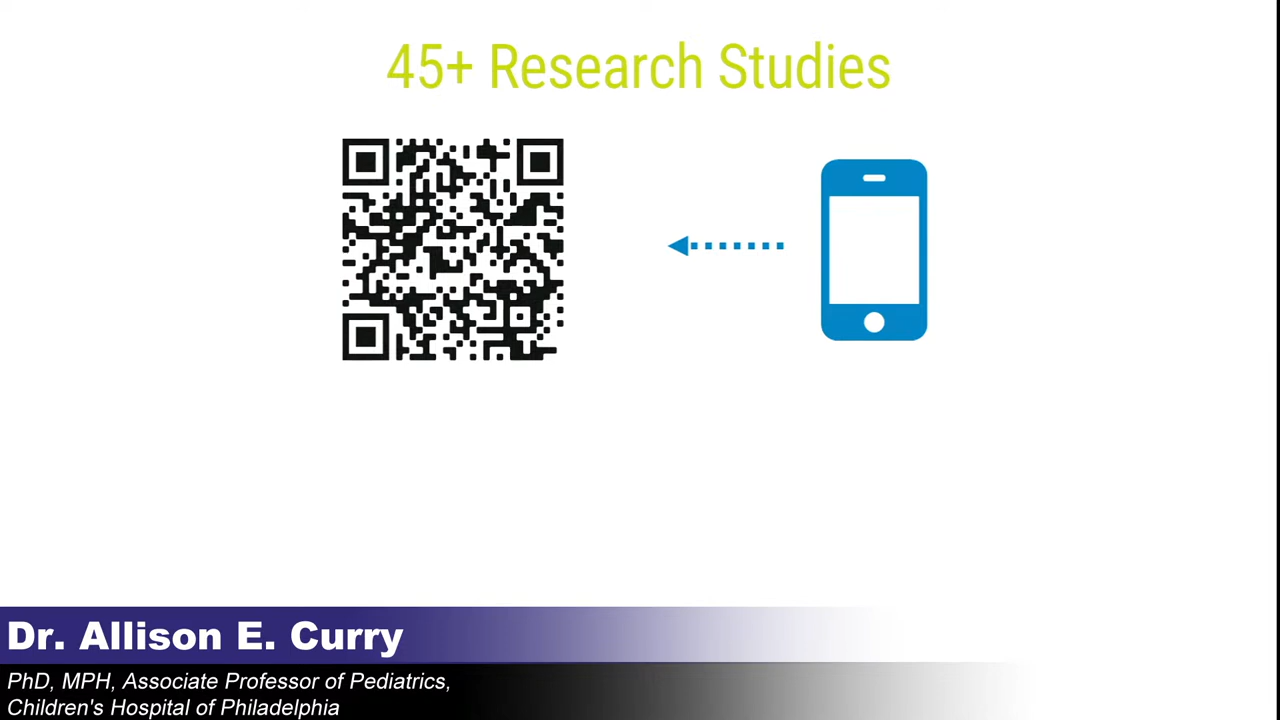 45+ Research Studies
Dr. Allison E. Curry
PhD, MPH, Associate Professor of Pediatrics,
Children's Hospital of Philadelphia